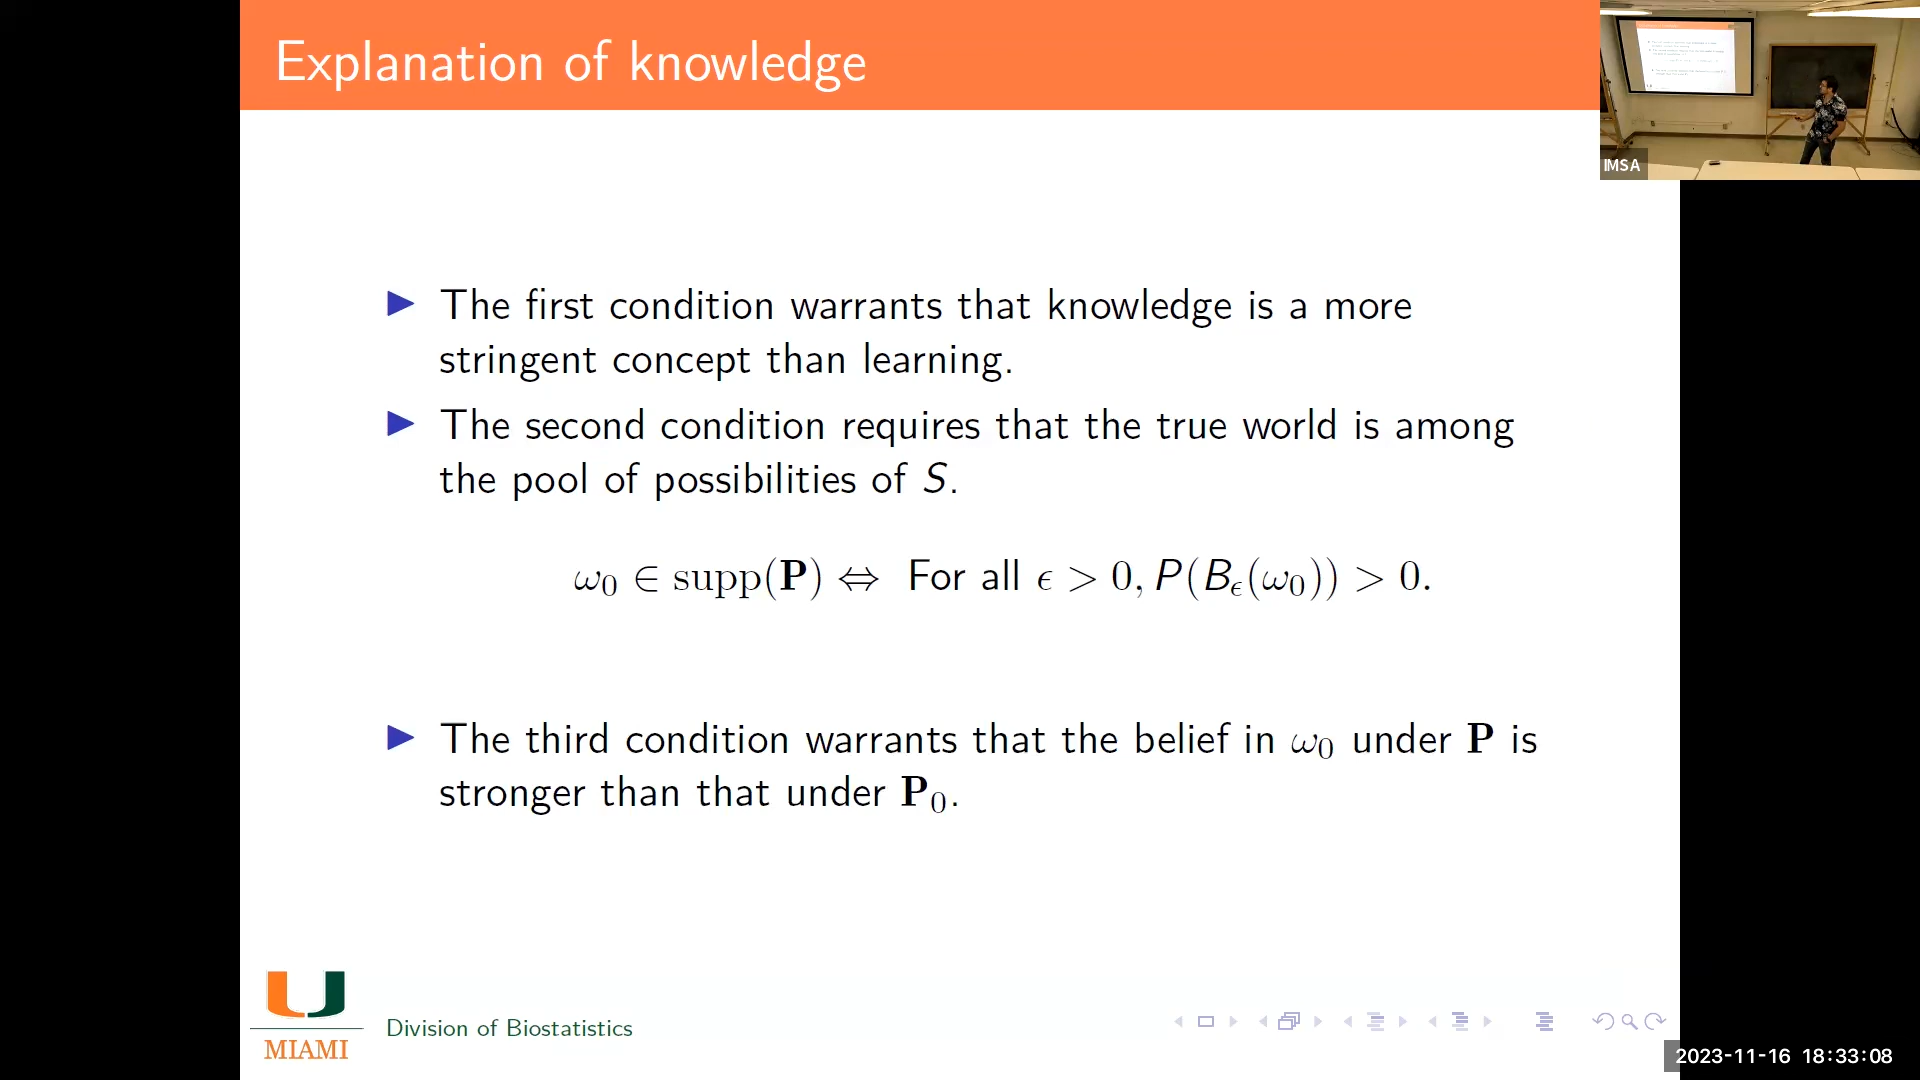 Explanation of knowledge
IMSA
▶ The first condition warrants that knowledge is a more
stringent concept than learning.
▶ The second condition requires that the true world is among
the pool of possibilities of S.
ω₀ ∈ supp(P) ⇔ For all ϵ > 0, P(B_ϵ(ω₀)) > 0.
▶ The third condition warrants that the belief in ω₀ under P is
stronger than that under P₀.
MIAMI
Division of Biostatistics
2023-11-16 18:33:08